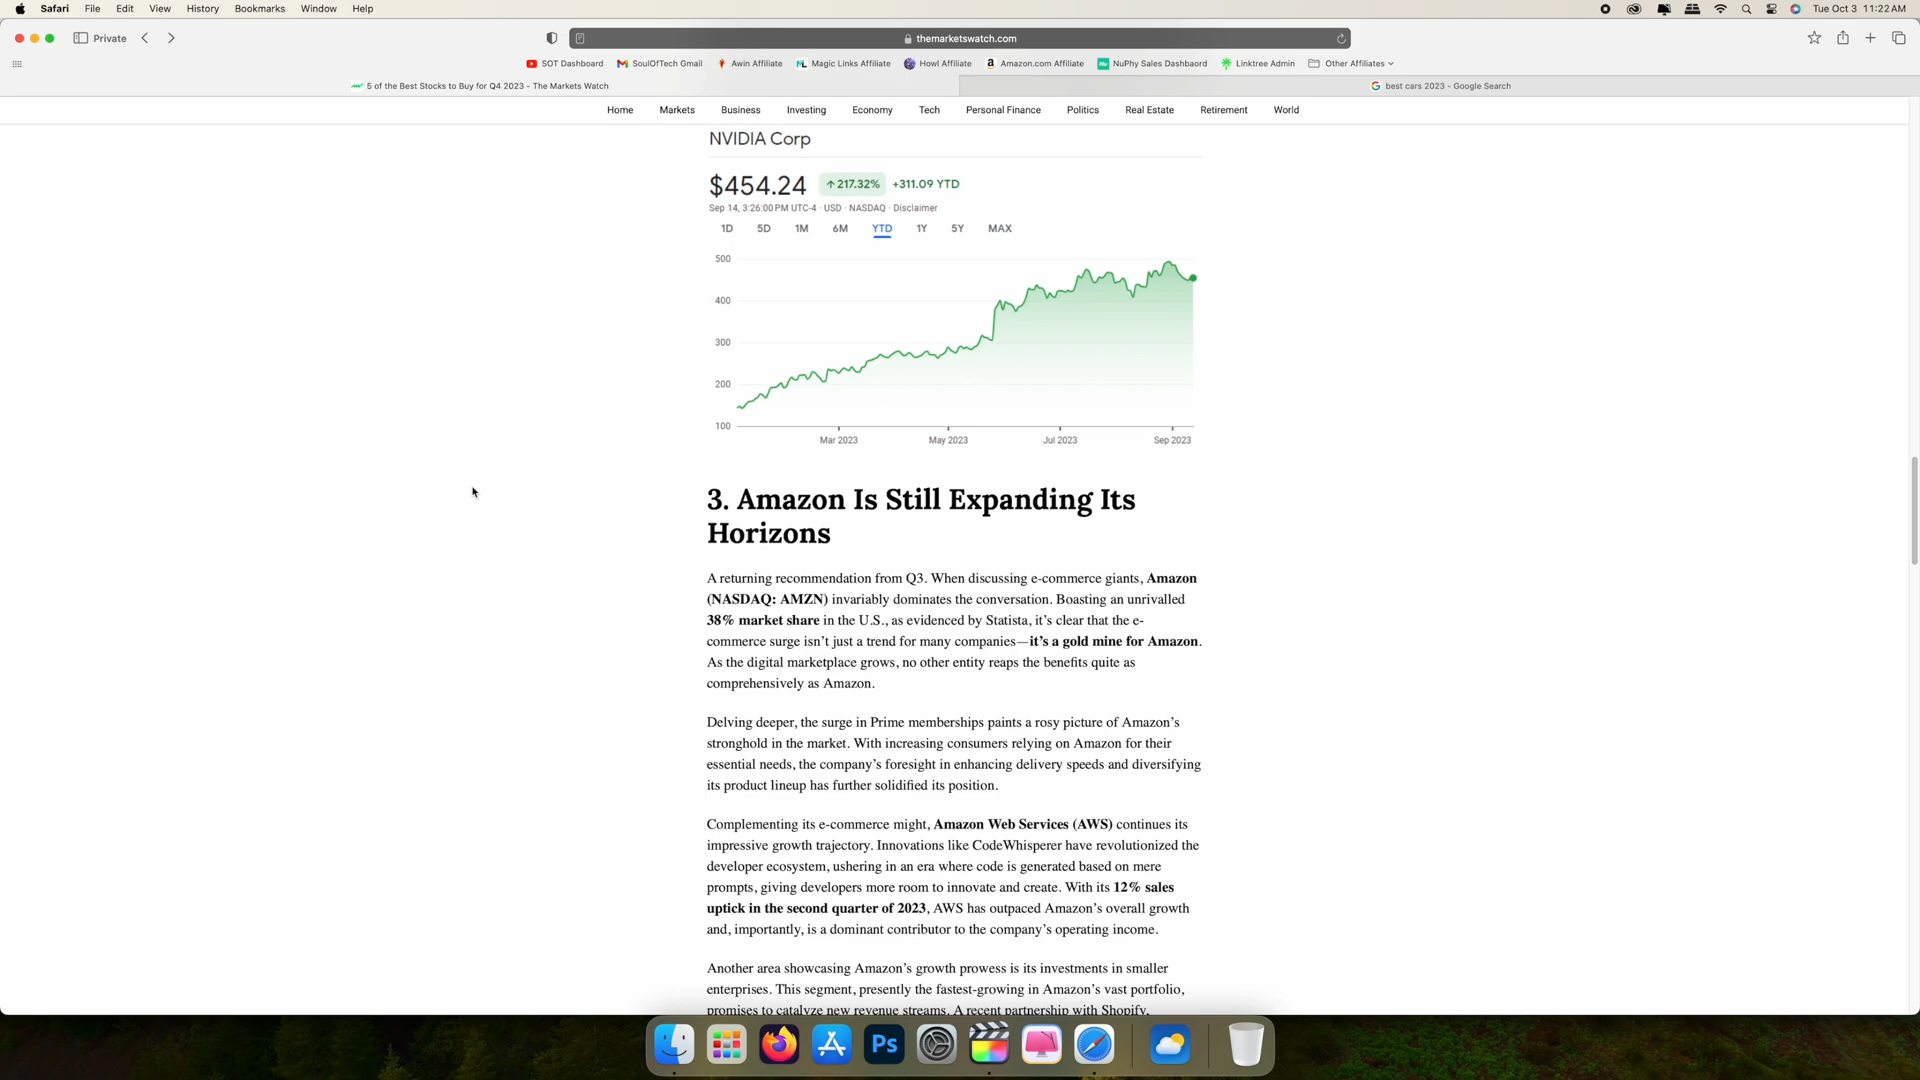 Safari File Edit View History Bookmarks Window Help Tue Oct 3 11:22 AM
Private themarketswatch.com
SOT Dashboard SoulOfTech Gmail Awin Affiliate Magic Links Affiliate Howl Affiliate Amazon.com Affiliate NuPhy Sales Dashbaord Linktree Admin Other Affiliates
5 of the Best Stocks to Buy for Q4 2023 - The Markets Watch best cars 2023 - Google Search
Home Markets Business Investing Economy Tech Personal Finance Politics Real Estate Retirement World
NVIDIA Corp
$454.24 ↑217.32% +311.09 YTD
Sep 14, 3:26:00 PM UTC-4 · USD · NASDAQ · Disclaimer
1D 5D 1M 6M YTD 1Y 5Y MAX
500
400
300
200
100
Mar 2023 May 2023 Jul 2023 Sep 2023
3. Amazon Is Still Expanding Its
Horizons
A returning recommendation from Q3. When discussing e-commerce giants, Amazon
(NASDAQ: AMZN) invariably dominates the conversation. Boasting an unrivalled
38% market share in the U.S., as evidenced by Statista, it's clear that the e-
commerce surge isn't just a trend for many companies—it's a gold mine for Amazon.
As the digital marketplace grows, no other entity reaps the benefits quite as
comprehensively as Amazon.
Delving deeper, the surge in Prime memberships paints a rosy picture of Amazon's
stronghold in the market. With increasing consumers relying on Amazon for their
essential needs, the company's foresight in enhancing delivery speeds and diversifying
its product lineup has further solidified its position.
Complementing its e-commerce might, Amazon Web Services (AWS) continues its
impressive growth trajectory. Innovations like CodeWhisperer have revolutionized the
developer ecosystem, ushering in an era where code is generated based on mere
prompts, giving developers more room to innovate and create. With its 12% sales
uptick in the second quarter of 2023, AWS has outpaced Amazon's overall growth
and, importantly, is a dominant contributor to the company's operating income.
Another area showcasing Amazon's growth prowess is its investments in smaller
enterprises. This segment, presently the fastest-growing in Amazon's vast portfolio,
promises to catalyze new revenue streams. A recent partnership with Shopify,
Ps